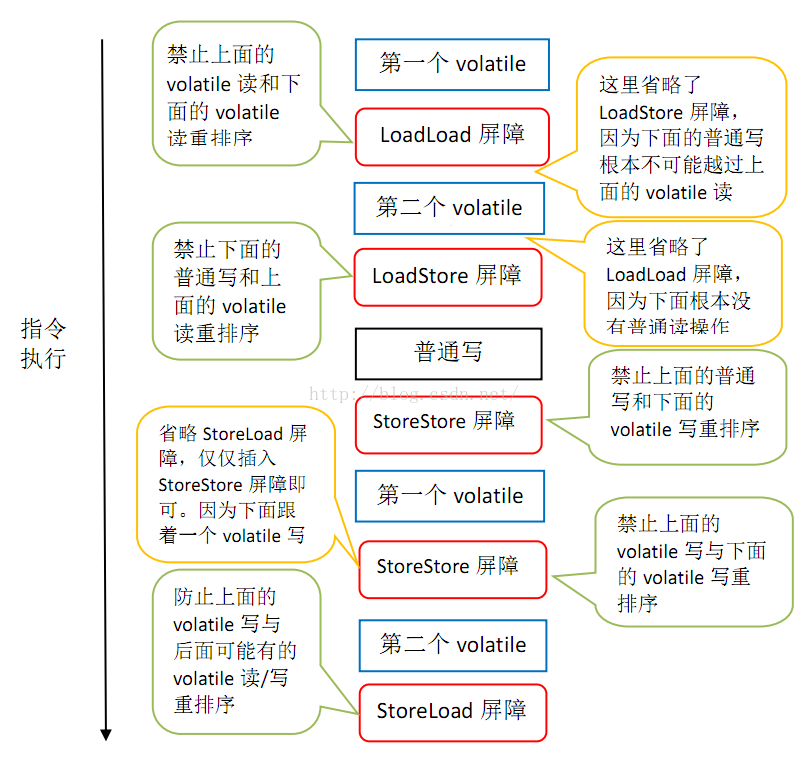 禁止上面的
volatile 读和下
面的 volatile
读重排序
第一个 volatile
LoadLoad 屏障
这里省略了
LoadStore 屏障，
因为下面的普通写
根本不可能越过上
面的 volatile 读
第二个 volatile
禁止下面的
普通写和上
面的 volatile
读重排序
LoadStore 屏障
这里省略了
LoadLoad 屏障，
因为下面根本没
有普通读操作
指令
执行
普通写
http://blog.csdn.net/
禁止上面的普通
写和下面的
volatile 写重排序
StoreStore 屏障
省略 StoreLoad 屏
障，仅仅插入
StoreStore 屏障即
可。因为下面跟
着一个 volatile 写
第一个 volatile
StoreStore 屏障
禁止上面的
volatile 写与下面
的 volatile 写重
排序
防止上面的
volatile 写与
后面可能有的
volatile 读/写
重排序
第二个 volatile
StoreLoad 屏障